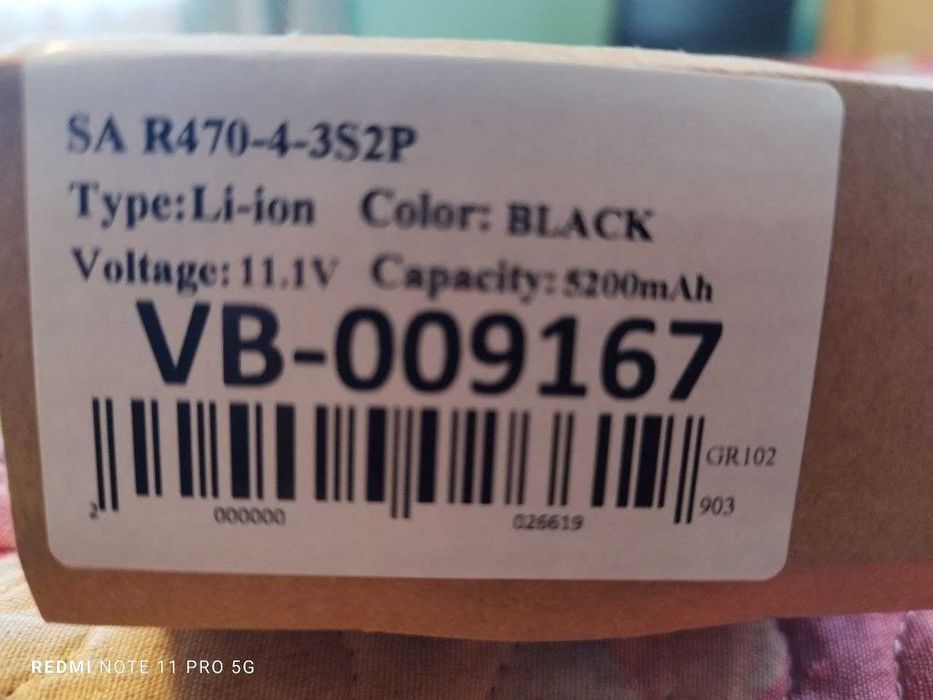 SA R470-4-3S2P
Type:Li-ion Color: BLACK
Voltage: 11.1V Capacity: 5200mAh
VB-009167
GR102
903
2 000000 026619
REDMI NOTE 11 PRO 5G